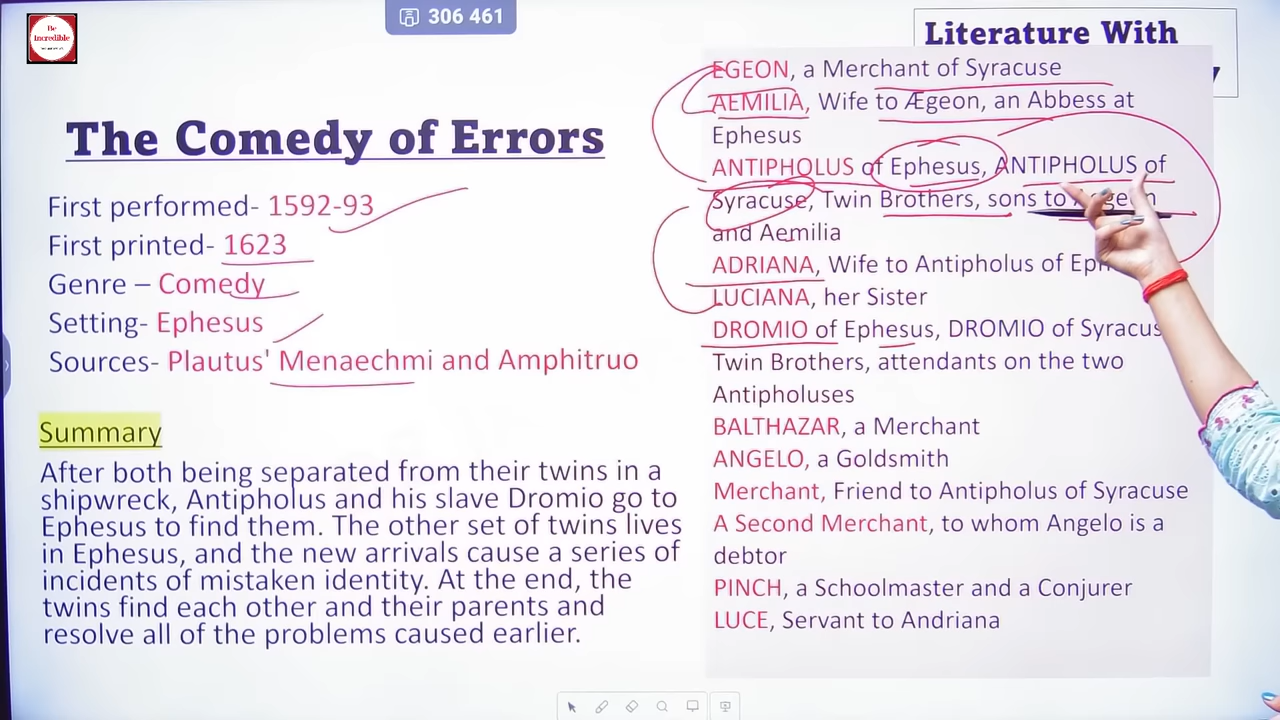 Be
Incredible
306 461
Literature With
The Comedy of Errors
First performed- 1592-93
First printed- 1623
Genre – Comedy
Setting- Ephesus
Sources- Plautus' Menaechmi and Amphitruo
Summary
After both being separated from their twins in a
shipwreck, Antipholus and his slave Dromio go to
Ephesus to find them. The other set of twins lives
in Ephesus, and the new arrivals cause a series of
incidents of mistaken identity. At the end, the
twins find each other and their parents and
resolve all of the problems caused earlier.
EGEON, a Merchant of Syracuse
AEMILIA, Wife to Ægeon, an Abbess at
Ephesus
ANTIPHOLUS of Ephesus, ANTIPHOLUS of
Syracuse, Twin Brothers, sons to Aegeon
and Aemilia
ADRIANA, Wife to Antipholus of
LUCIANA, her Sister
DROMIO of Ephesus, DROMIO of
Twin Brothers, attendants on the two
Antipholuses
BALTHAZAR, a Merchant
ANGELO, a Goldsmith
Merchant, Friend to Antipholus of Syracuse
A Second Merchant, to whom Angelo is a
debtor
PINCH, a Schoolmaster and a Conjurer
LUCE, Servant to Andriana